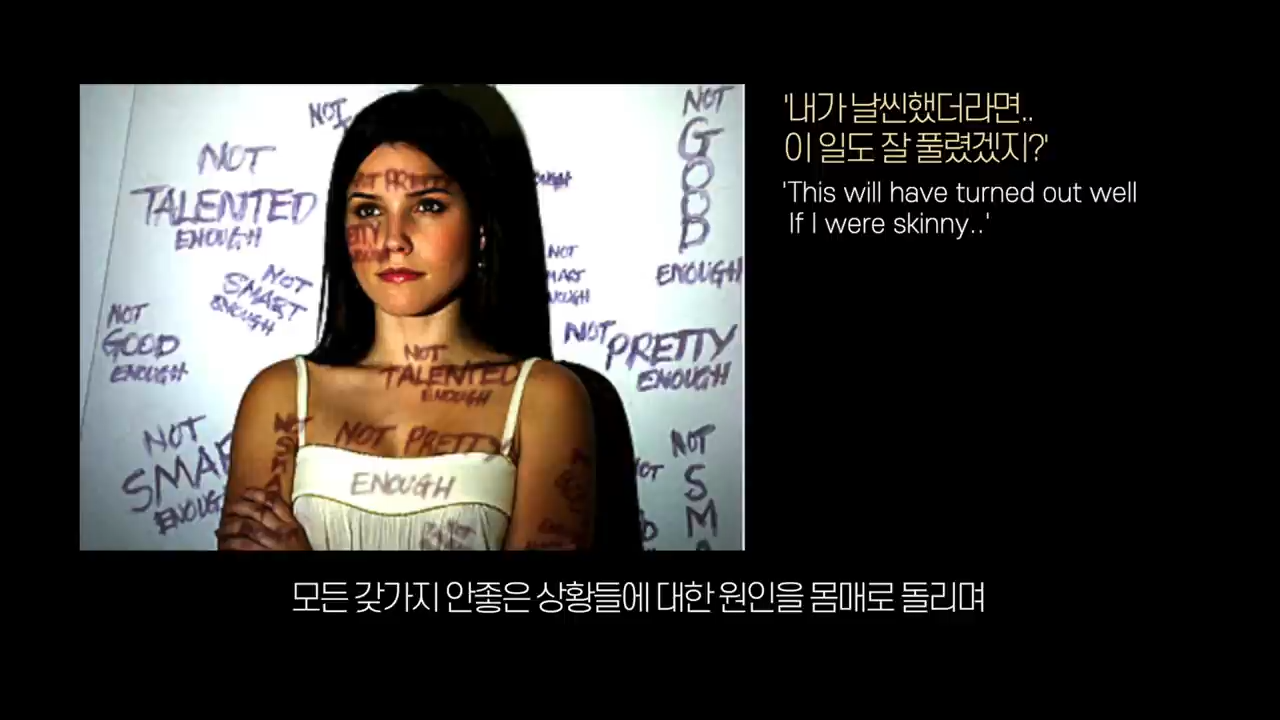 '내가 날씬했더라면..
이 일도 잘 풀렸겠지?'
'This will have turned out well
If I were skinny..'
NOT
NOT
TALENTED
ENOUGH
NOT
SMART
ENOUGH
NOT
GOOD
ENOUGH
NOT
ENOUGH
NOT
GOOD
ENOUGH
NOT
ENOUGH
NOT
PRETTY
ENOUGH
NOT
TALENTED
ENOUGH
NOT PRETTY
ENOUGH
NOT
모든 갖가지 안좋은 상황들에 대한 원인을 몸매로 돌리며